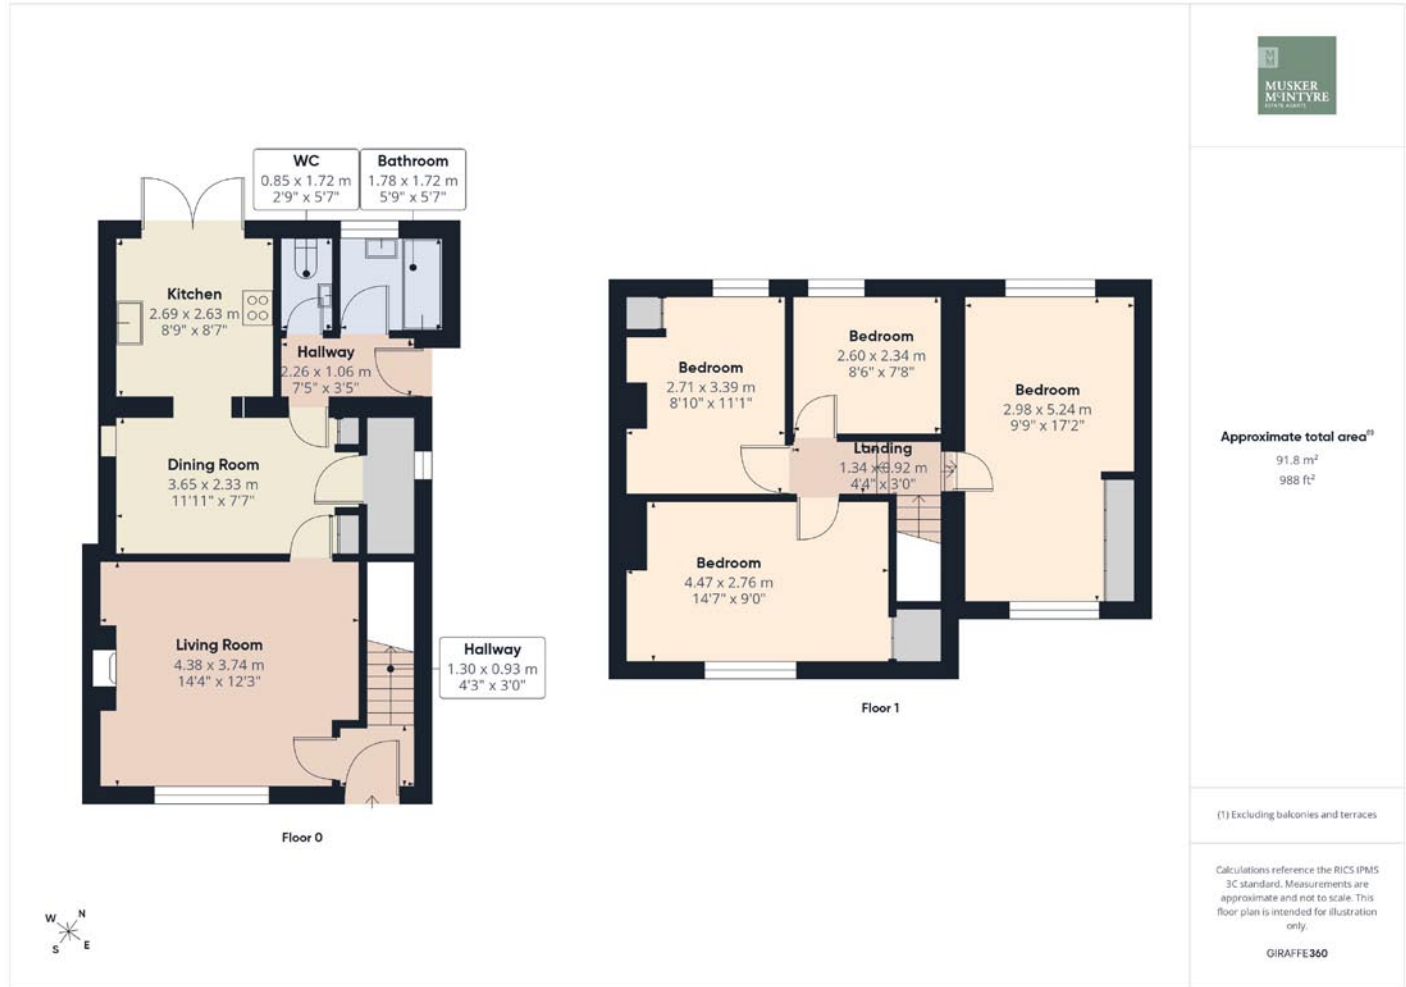 WC
0.85 x 1.72 m
2'9" x 5'7"
Bathroom
1.78 x 1.72 m
5'9" x 5'7"
Kitchen
2.69 x 2.63 m
8'9" x 8'7"
Hallway
2.26 x 1.06 m
7'5" x 3'5"
Dining Room
3.65 x 2.33 m
11'11" x 7'7"
Living Room
4.38 x 3.74 m
14'4" x 12'3"
Hallway
1.30 x 0.93 m
4'3" x 3'0"
Floor 0
Bedroom
2.71 x 3.39 m
8'10" x 11'1"
Bedroom
2.60 x 2.34 m
8'6" x 7'8"
Bedroom
2.98 x 5.24 m
9'9" x 17'2"
Landing
1.34 x 0.92 m
4'4" x 3'0"
Bedroom
4.47 x 2.76 m
14'7" x 9'0"
Floor 1
W N
S E
MUSKER
McINTYRE
ESTATE AGENTS
Approximate total area(1)
91.8 m²
988 ft²
(1) Excluding balconies and terraces
Calculations reference the RICS IPMS
3C standard. Measurements are
approximate and not to scale. This
floor plan is intended for illustration
only.
GIRAFFE360